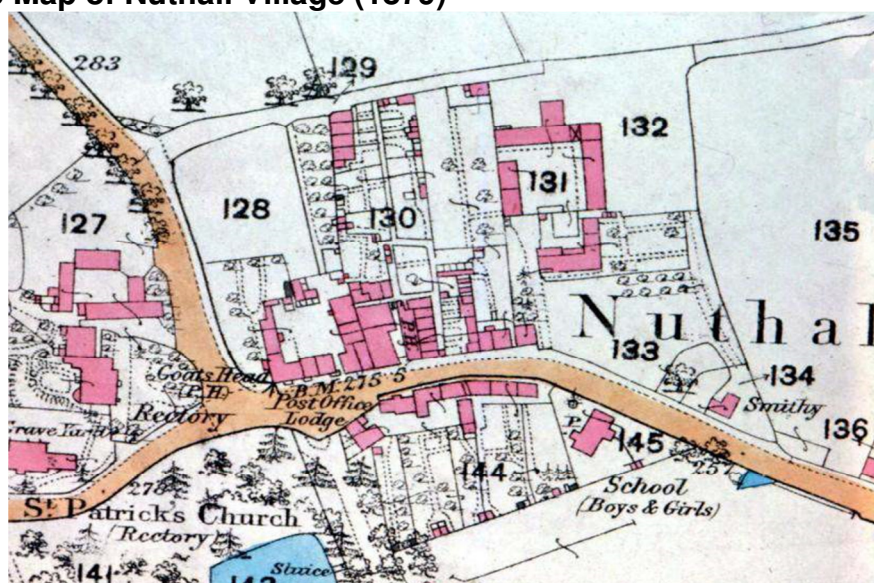 Map of Nuthall Village
283
129
132
131
127
128
130
135
Nuthal
133
Goats Head
(P.H.)
B.M. 275·5
Post Office
Lodge
134
Rectory
Smithy
Grave Yard
136
P.
145
257
144
School
(Boys & Girls)
St. Patrick's Church
(Rectory)
Sluice
141